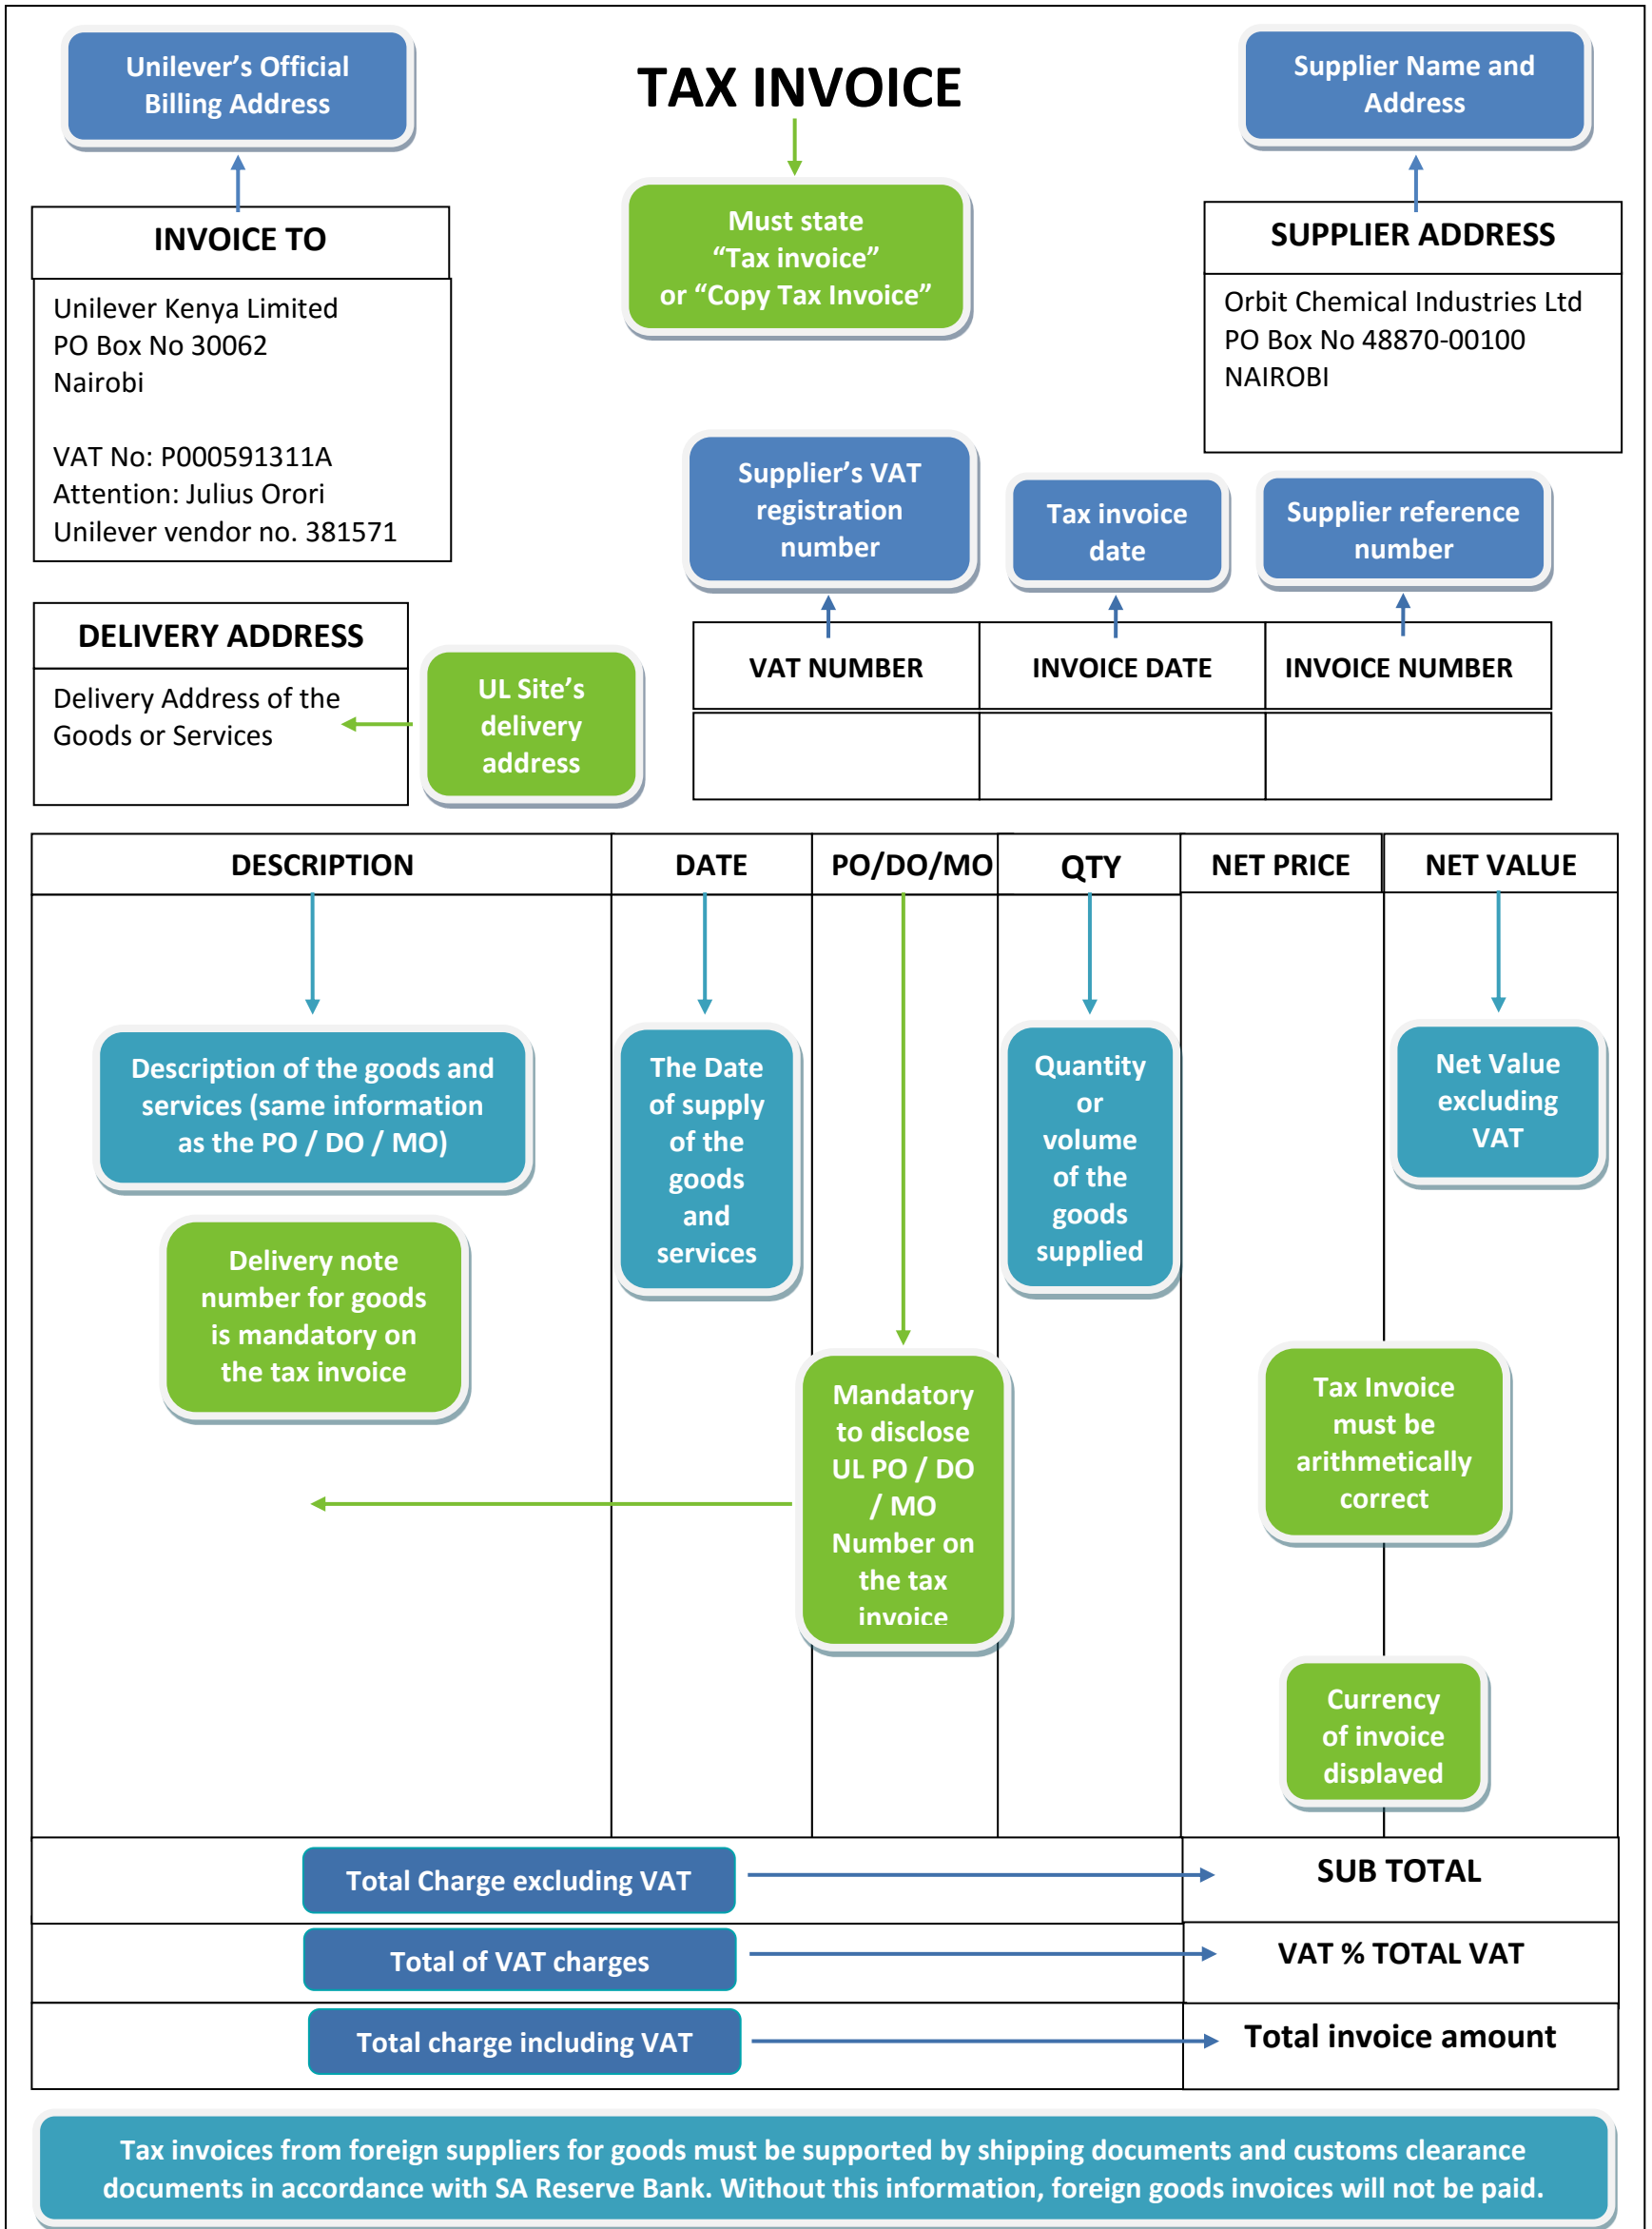 Unilever's Official
Billing Address
TAX INVOICE
Supplier Name and
Address
Must state
“Tax invoice”
or “Copy Tax Invoice”
INVOICE TO
Unilever Kenya Limited
PO Box No 30062
Nairobi
VAT No: P000591311A
Attention: Julius Orori
Unilever vendor no. 381571
SUPPLIER ADDRESS
Orbit Chemical Industries Ltd
PO Box No 48870-00100
NAIROBI
Supplier's VAT
registration
number
Tax invoice
date
Supplier reference
number
DELIVERY ADDRESS
Delivery Address of the
Goods or Services
UL Site's
delivery
address
VAT NUMBER
INVOICE DATE
INVOICE NUMBER
DESCRIPTION
DATE
PO/DO/MO
QTY
NET PRICE
NET VALUE
Description of the goods and
services (same information
as the PO / DO / MO)
The Date
of supply
of the
goods
and
services
Quantity
or
volume
of the
goods
supplied
Net Value
excluding
VAT
Delivery note
number for goods
is mandatory on
the tax invoice
Mandatory
to disclose
UL PO / DO
/ MO
Number on
the tax
invoice
Tax Invoice
must be
arithmetically
correct
Currency
of invoice
displayed
Total Charge excluding VAT
SUB TOTAL
Total of VAT charges
VAT % TOTAL VAT
Total charge including VAT
Total invoice amount
Tax invoices from foreign suppliers for goods must be supported by shipping documents and customs clearance
documents in accordance with SA Reserve Bank. Without this information, foreign goods invoices will not be paid.